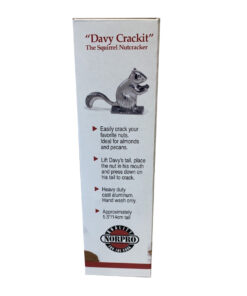 "Davy Crackit"
The Squirrel Nutcracker
Easily crack your
favorite nuts.
Ideal for almonds
and pecans.
Lift Davy's tail, place
the nut in his mouth
and press down on
his tail to crack.
Heavy duty
cast aluminum.
Hand wash only.
Approximately
5.5"/14cm tall
NORPRO